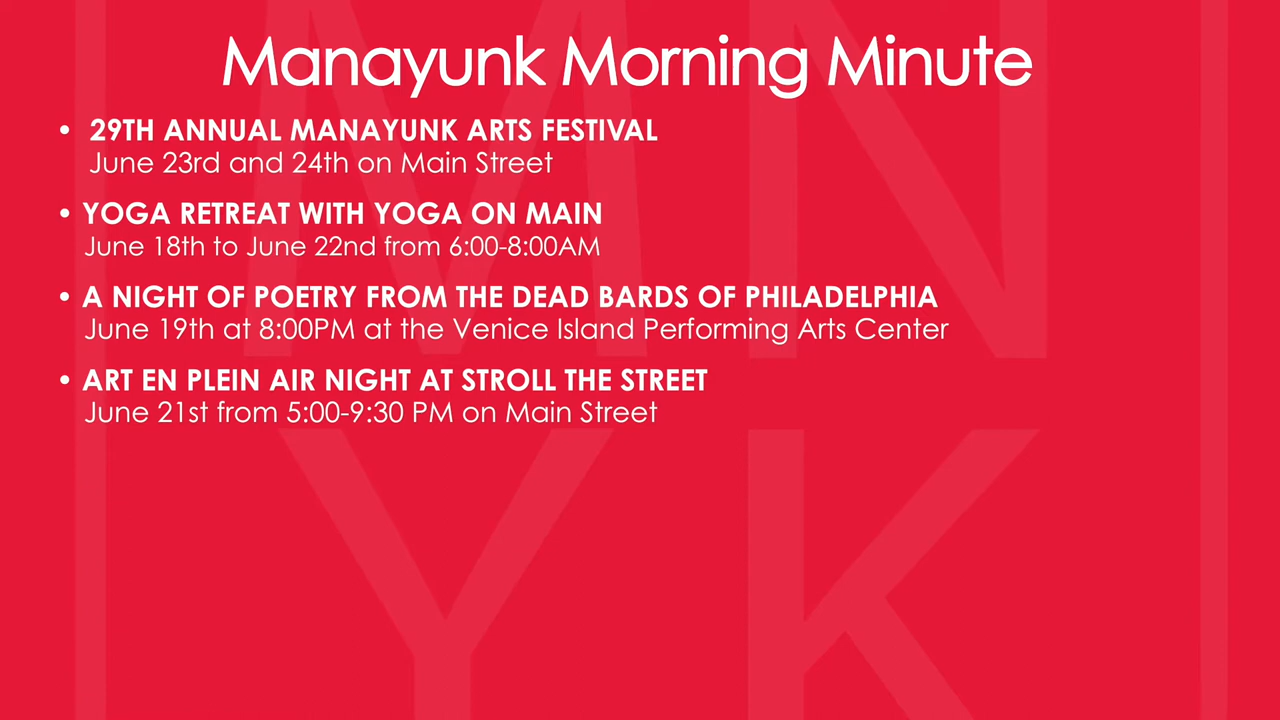 Manayunk Morning Minute
• 29TH ANNUAL MANAYUNK ARTS FESTIVAL
June 23rd and 24th on Main Street
• YOGA RETREAT WITH YOGA ON MAIN
June 18th to June 22nd from 6:00-8:00AM
• A NIGHT OF POETRY FROM THE DEAD BARDS OF PHILADELPHIA
June 19th at 8:00PM at the Venice Island Performing Arts Center
• ART EN PLEIN AIR NIGHT AT STROLL THE STREET
June 21st from 5:00-9:30 PM on Main Street
M N
Y K